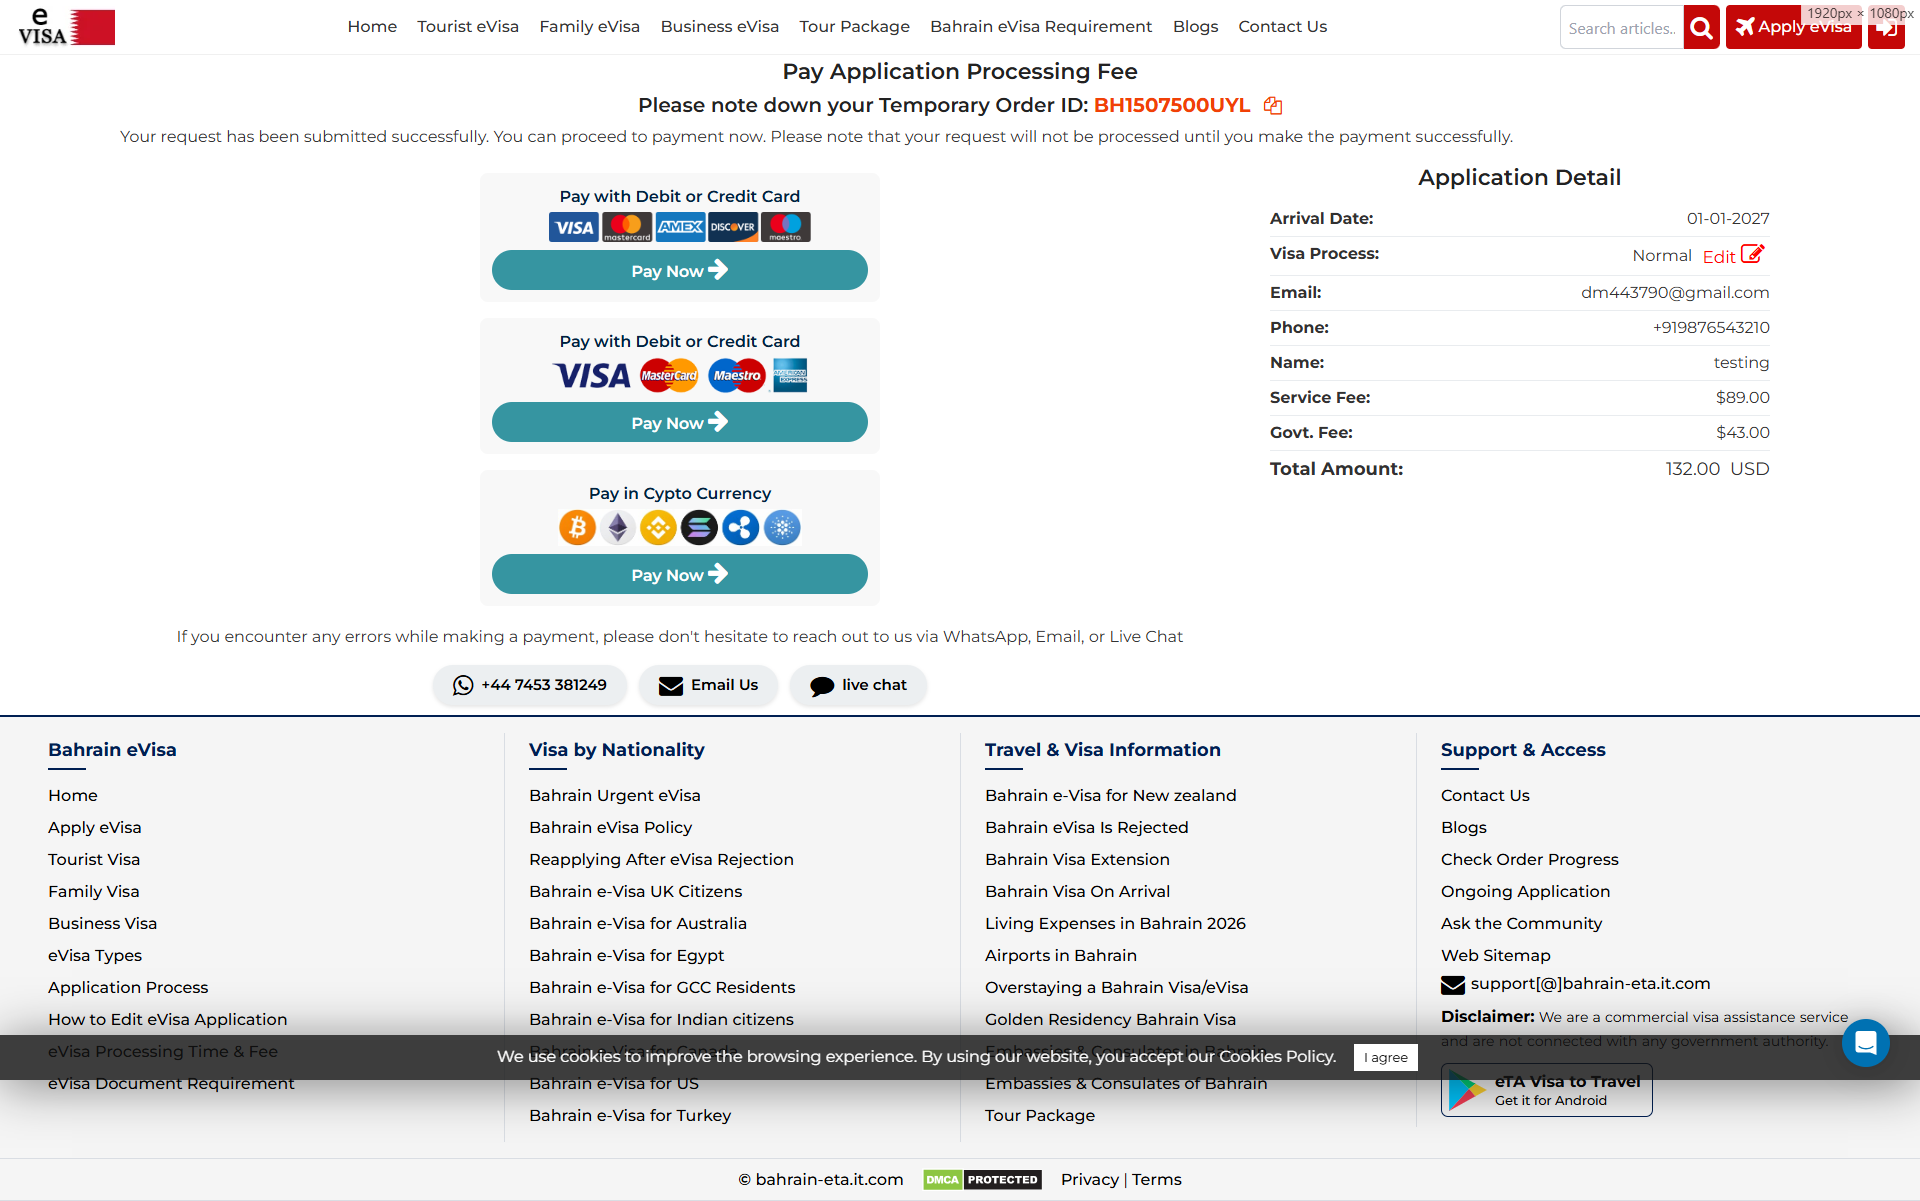 e
VISA
Home
Tourist eVisa
Family eVisa
Business eVisa
Tour Package
Bahrain eVisa Requirement
Blogs
Contact Us
Search articles..
Apply eVisa
1920px × 1080px
Pay Application Processing Fee
Please note down your Temporary Order ID: BH1507500UYL
Your request has been submitted successfully. You can proceed to payment now. Please note that your request will not be processed until you make the payment successfully.
Pay with Debit or Credit Card
VISA mastercard AMEX DISCOVER maestro
Pay Now
Pay with Debit or Credit Card
VISA MasterCard Maestro AMERICAN EXPRESS
Pay Now
Pay in Cypto Currency
Pay Now
If you encounter any errors while making a payment, please don't hesitate to reach out to us via WhatsApp, Email, or Live Chat
+44 7453 381249
Email Us
live chat
Application Detail
Arrival Date: 01-01-2027
Visa Process: Normal Edit
Email: dm443790@gmail.com
Phone: +919876543210
Name: testing
Service Fee: $89.00
Govt. Fee: $43.00
Total Amount: 132.00 USD
Bahrain eVisa
Home
Apply eVisa
Tourist Visa
Family Visa
Business Visa
eVisa Types
Application Process
How to Edit eVisa Application
eVisa Processing Time & Fee
eVisa Document Requirement
Visa by Nationality
Bahrain Urgent eVisa
Bahrain eVisa Policy
Reapplying After eVisa Rejection
Bahrain e-Visa UK Citizens
Bahrain e-Visa for Australia
Bahrain e-Visa for Egypt
Bahrain e-Visa for GCC Residents
Bahrain e-Visa for Indian citizens
Bahrain e-Visa for Canada
Bahrain e-Visa for US
Bahrain e-Visa for Turkey
Travel & Visa Information
Bahrain e-Visa for New zealand
Bahrain eVisa Is Rejected
Bahrain Visa Extension
Bahrain Visa On Arrival
Living Expenses in Bahrain 2026
Airports in Bahrain
Overstaying a Bahrain Visa/eVisa
Golden Residency Bahrain Visa
Embassies & Consulates in Bahrain
Embassies & Consulates of Bahrain
Tour Package
Support & Access
Contact Us
Blogs
Check Order Progress
Ongoing Application
Ask the Community
Web Sitemap
support[@]bahrain-eta.it.com
Disclaimer: We are a commercial visa assistance service
and are not connected with any government authority.
eTA Visa to Travel
Get it for Android
We use cookies to improve the browsing experience. By using our website, you accept our Cookies Policy.
I agree
© bahrain-eta.it.com
DMCA PROTECTED
Privacy | Terms